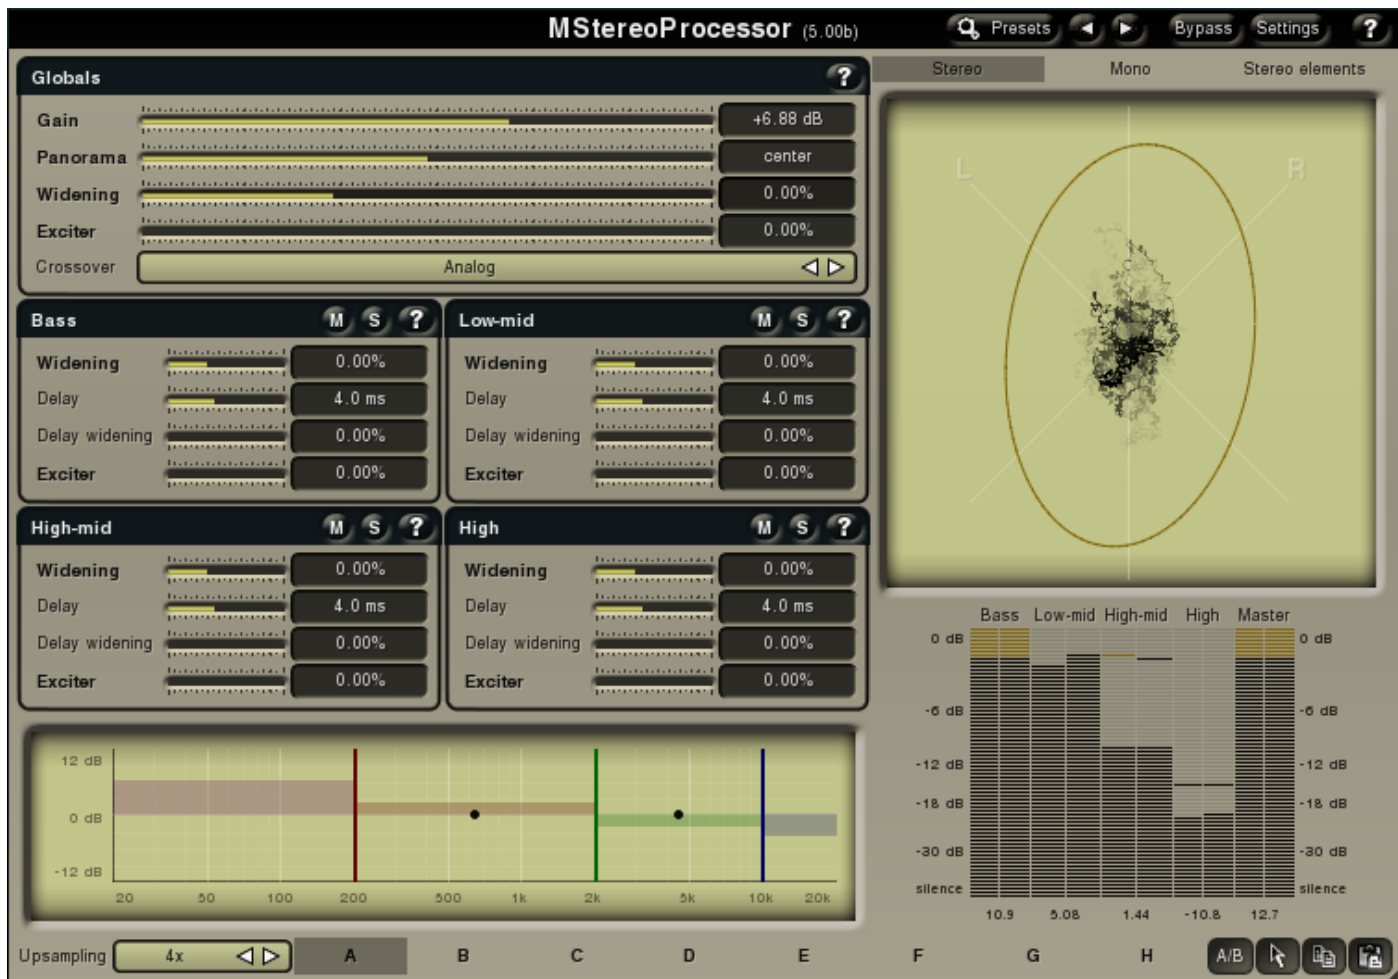 MStereoProcessor (5.00b) Presets Bypass Settings ?
Globals ?
Gain +6.88 dB
Panorama center
Widening 0.00%
Exciter 0.00%
Crossover Analog
Bass M S ?
Widening 0.00%
Delay 4.0 ms
Delay widening 0.00%
Exciter 0.00%
Low-mid M S ?
Widening 0.00%
Delay 4.0 ms
Delay widening 0.00%
Exciter 0.00%
High-mid M S ?
Widening 0.00%
Delay 4.0 ms
Delay widening 0.00%
Exciter 0.00%
High M S ?
Widening 0.00%
Delay 4.0 ms
Delay widening 0.00%
Exciter 0.00%
12 dB
0 dB
-12 dB
20 50 100 200 500 1k 2k 5k 10k 20k
Stereo Mono Stereo elements
L R
Bass Low-mid High-mid High Master
0 dB 0 dB
-6 dB -6 dB
-12 dB -12 dB
-18 dB -18 dB
-30 dB -30 dB
silence silence
10.9 5.08 1.44 -10.8 12.7
Upsampling 4x A B C D E F G H A/B